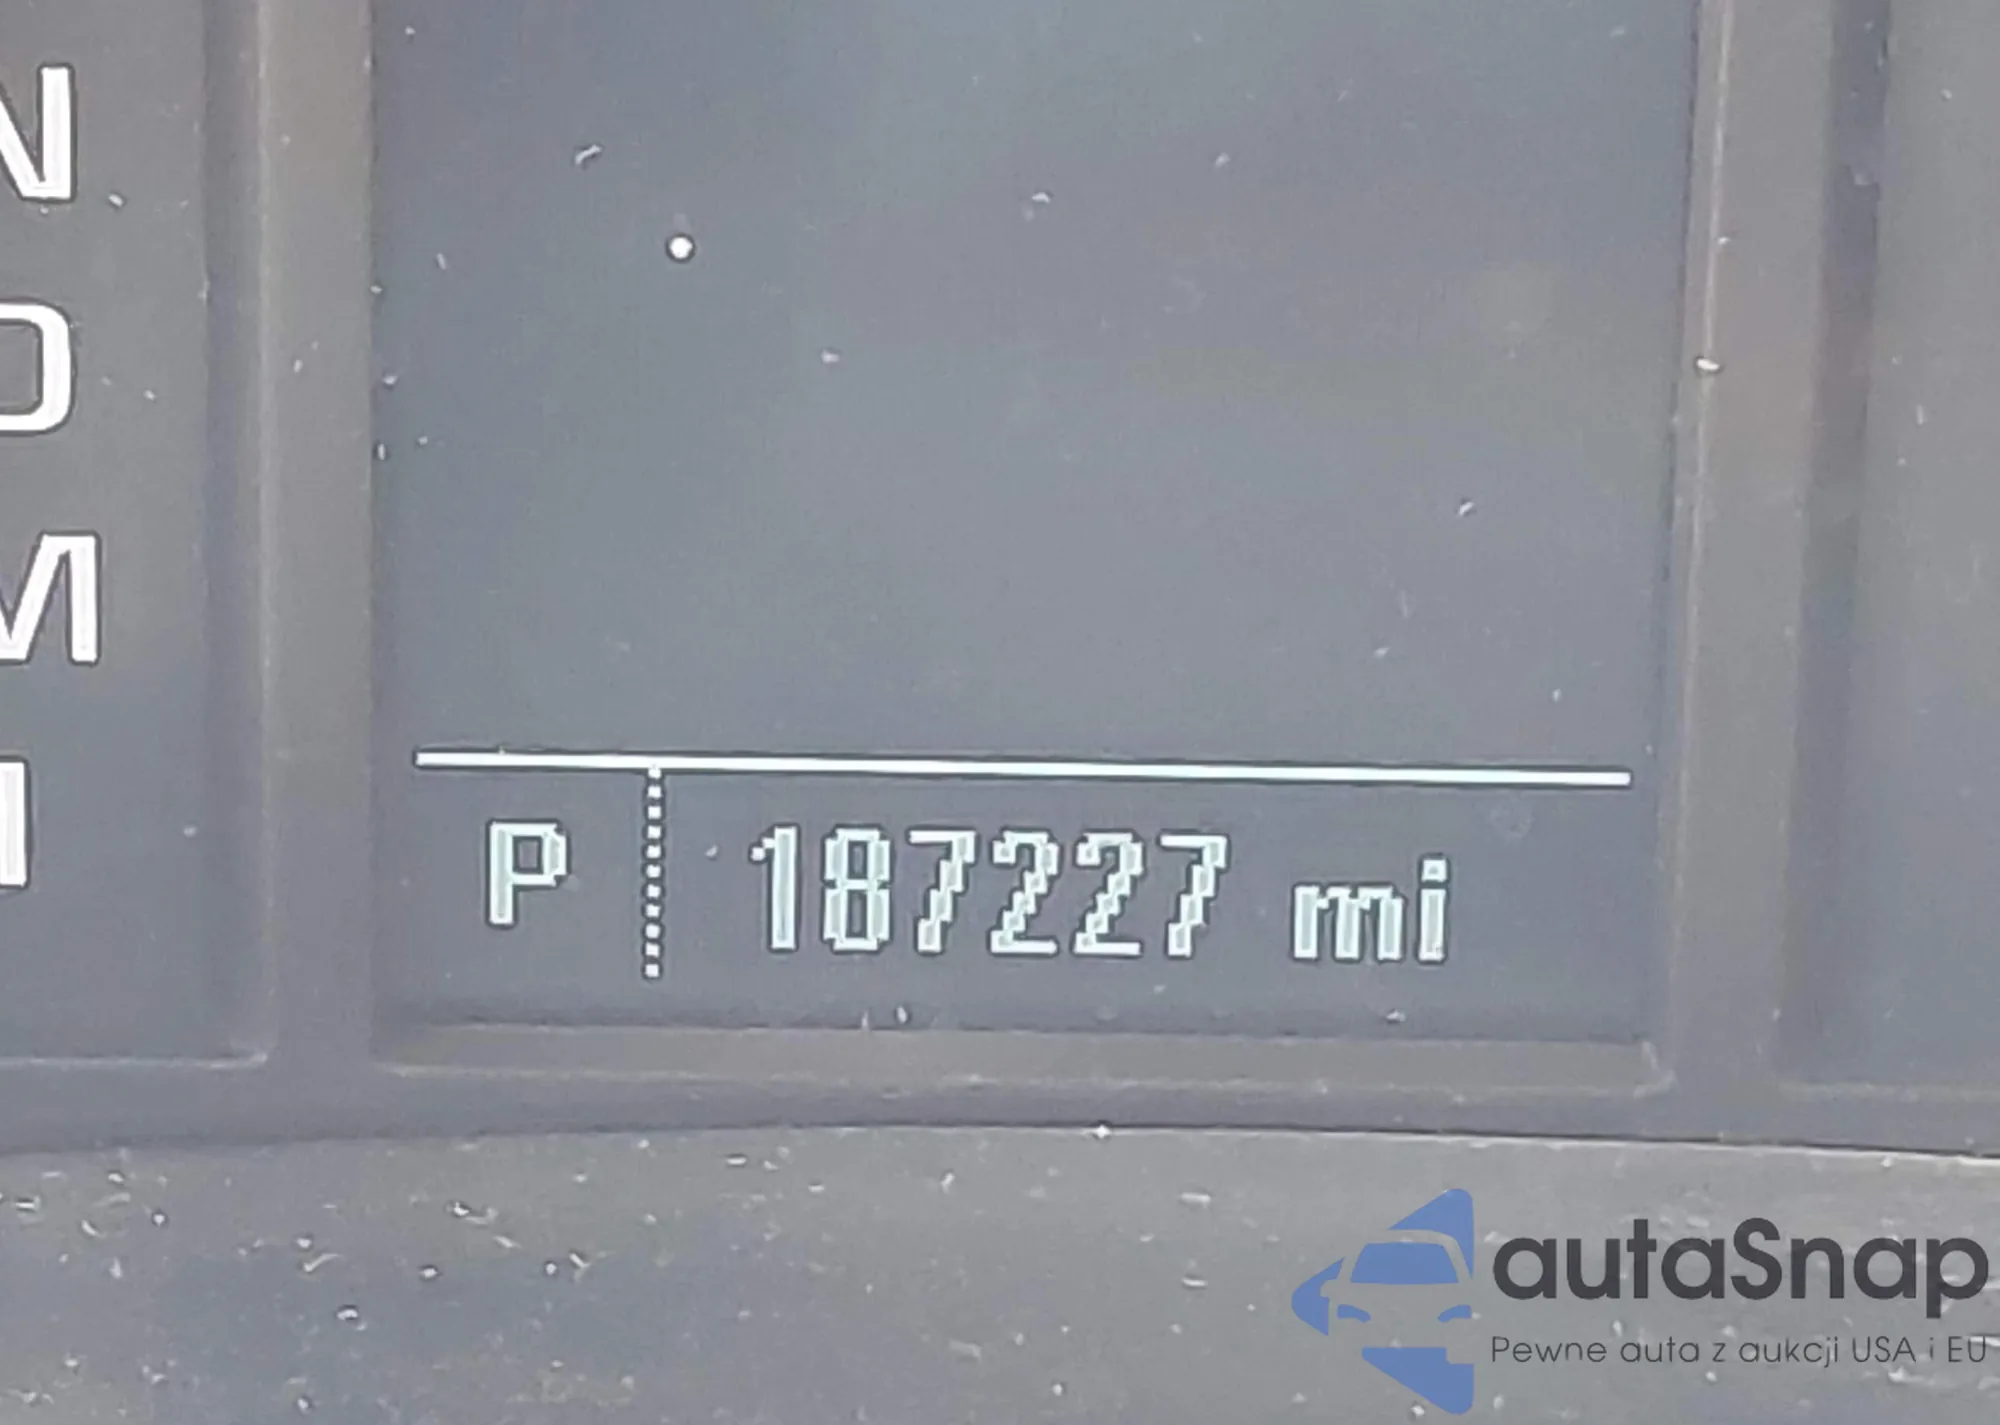 N
D
M
P 187227 mi
autaSnap
Pewne auta z aukcji USA i EU